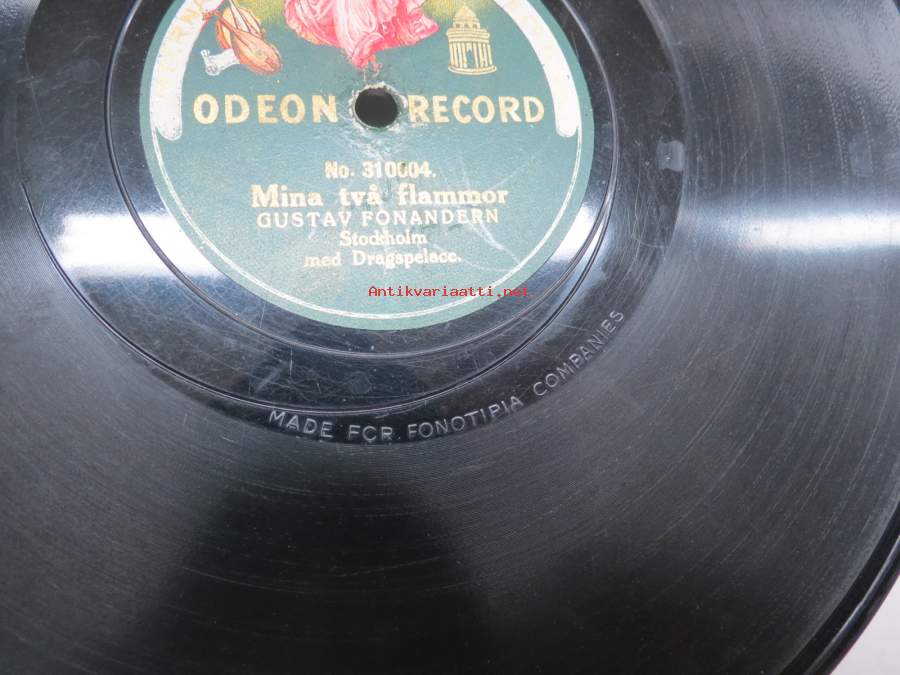 ODEON RECORD
No. 310004.
Mina två flammor
GUSTAV FONANDERN
Stockholm
med Dragspelacc.
Antikvariaatti.net
MADE FOR FONOTIPIA COMPANIES